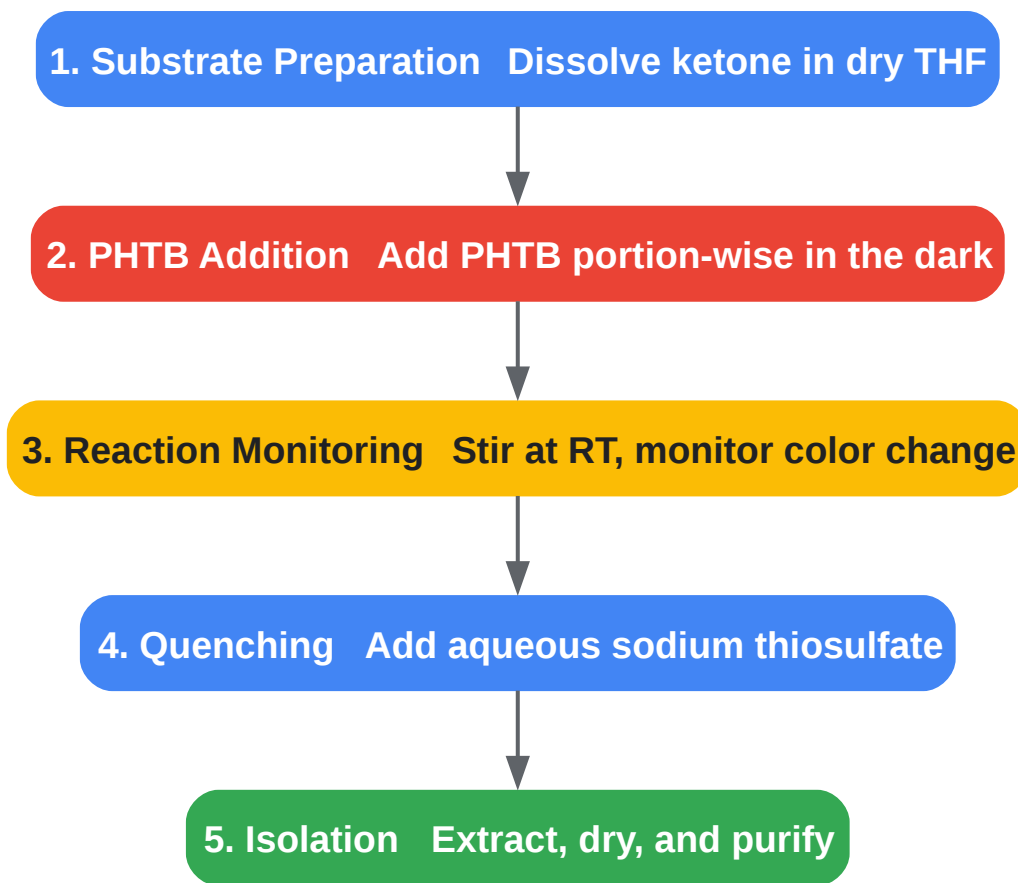 1. Substrate Preparation Dissolve ketone in dry THF
2. PHTB Addition Add PHTB portion-wise in the dark
3. Reaction Monitoring Stir at RT, monitor color change
4. Quenching Add aqueous sodium thiosulfate
5. Isolation Extract, dry, and purify